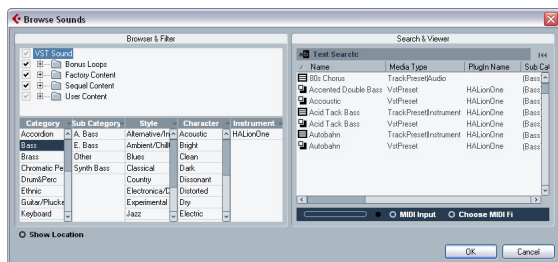 Browse Sounds
Browser & Filter
VST Sound
Bonus Loops
Factory Content
Sequel Content
User Content
Category Sub Category Style Character Instrument
Accordion A. Bass Alternative/In Acoustic HALionOne
Bass E. Bass Ambient/Chill Bright
Brass Other Blues Clean
Chromatic Pe Synth Bass Classical Dark
Drum&Perc Country Dissonant
Ethnic Electronica/D Distorted
Guitar/Plucke Experimental Dry
Keyboard Jazz Electric
Show Location
Search & Viewer
Text Search:
Name Media Type PlugIn Name Sub Cat
80s Chorus TrackPreset|Audio (Bass
Accented Double Bass VstPreset HALionOne (Bass
Accoustic VstPreset HALionOne (Bass
Acid Tack Bass TrackPreset|Instrument HALionOne (Bass
Acid Tack Bass VstPreset HALionOne (Bass
Autobahn TrackPreset|Instrument HALionOne (Bass
Autobahn VstPreset HALionOne (Bass
MIDI Input Choose MIDI Fi
OK Cancel